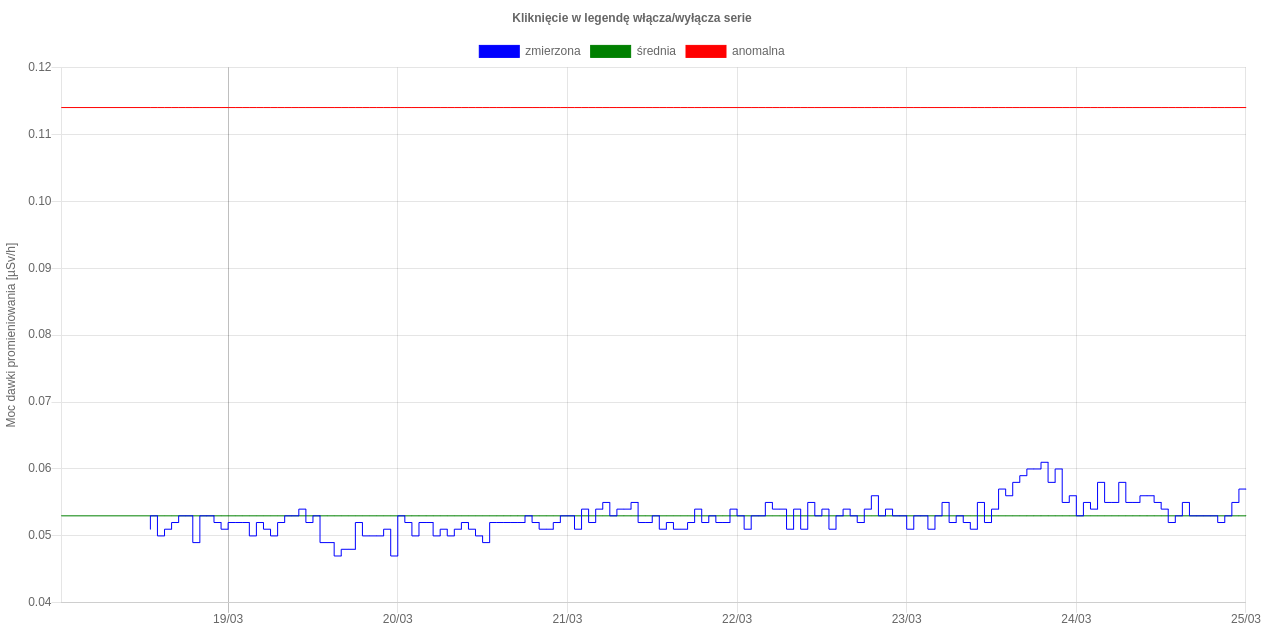 Kliknięcie w legendę włącza/wyłącza serie
zmierzona średnia anomalna
Moc dawki promieniowania [µSv/h]
0.12
0.11
0.10
0.09
0.08
0.07
0.06
0.05
0.04
19/03 20/03 21/03 22/03 23/03 24/03 25/03